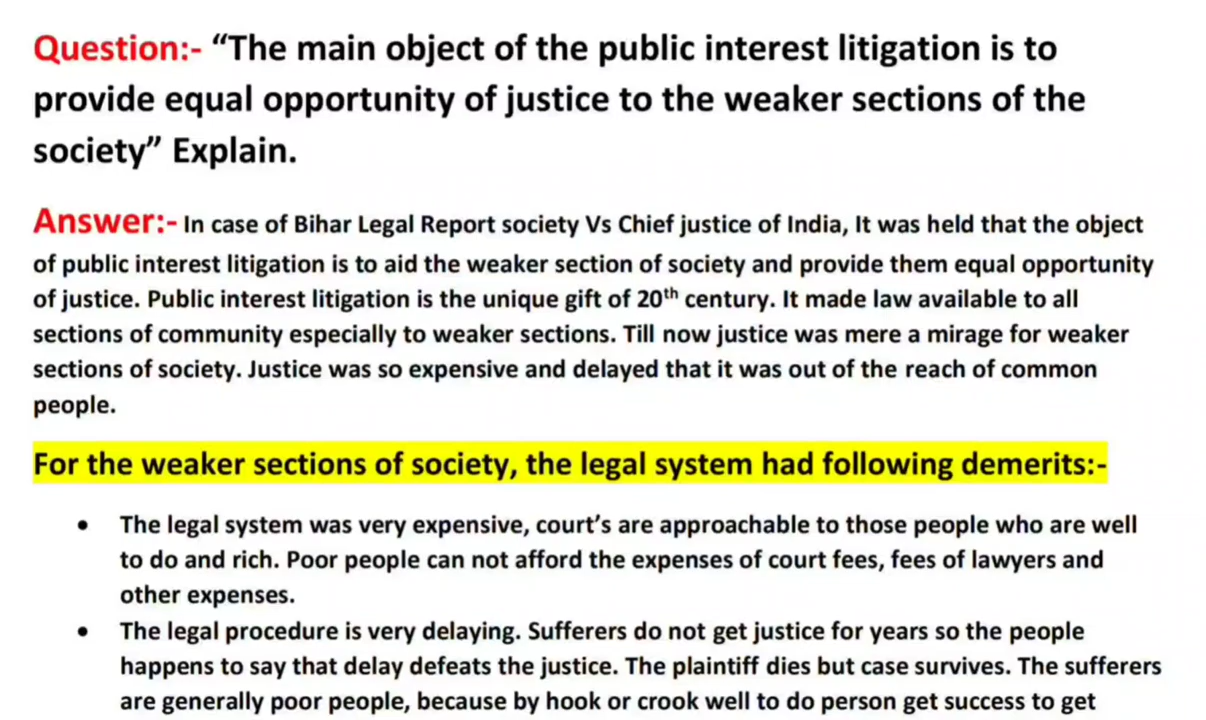 Question:- “The main object of the public interest litigation is to
provide equal opportunity of justice to the weaker sections of the
society” Explain.
Answer:- In case of Bihar Legal Report society Vs Chief justice of India, It was held that the object
of public interest litigation is to aid the weaker section of society and provide them equal opportunity
of justice. Public interest litigation is the unique gift of 20th century. It made law available to all
sections of community especially to weaker sections. Till now justice was mere a mirage for weaker
sections of society. Justice was so expensive and delayed that it was out of the reach of common
people.
For the weaker sections of society, the legal system had following demerits:-
• The legal system was very expensive, court’s are approachable to those people who are well
to do and rich. Poor people can not afford the expenses of court fees, fees of lawyers and
other expenses.
• The legal procedure is very delaying. Sufferers do not get justice for years so the people
happens to say that delay defeats the justice. The plaintiff dies but case survives. The sufferers
are generally poor people, because by hook or crook well to do person get success to get